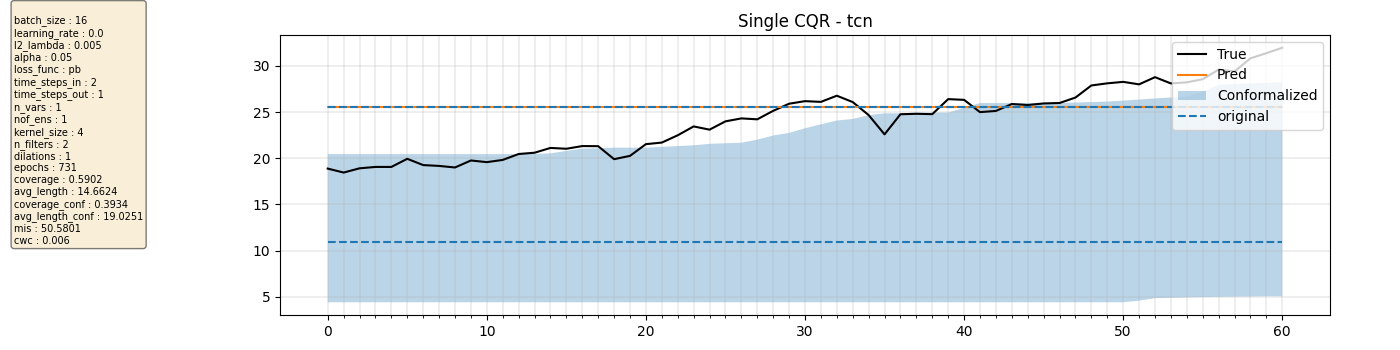 batch_size : 16
learning_rate : 0.0
l2_lambda : 0.005
alpha : 0.05
loss_func : pb
time_steps_in : 2
time_steps_out : 1
n_vars : 1
nof_ens : 1
kernel_size : 4
n_filters : 2
dilations : 1
epochs : 731
coverage : 0.5902
avg_length : 14.6624
coverage_conf : 0.3934
avg_length_conf : 19.0251
mis : 50.5801
cwc : 0.006
Single CQR - tcn
True
Pred
Conformalized
original
30
25
20
15
10
5
0 10 20 30 40 50 60